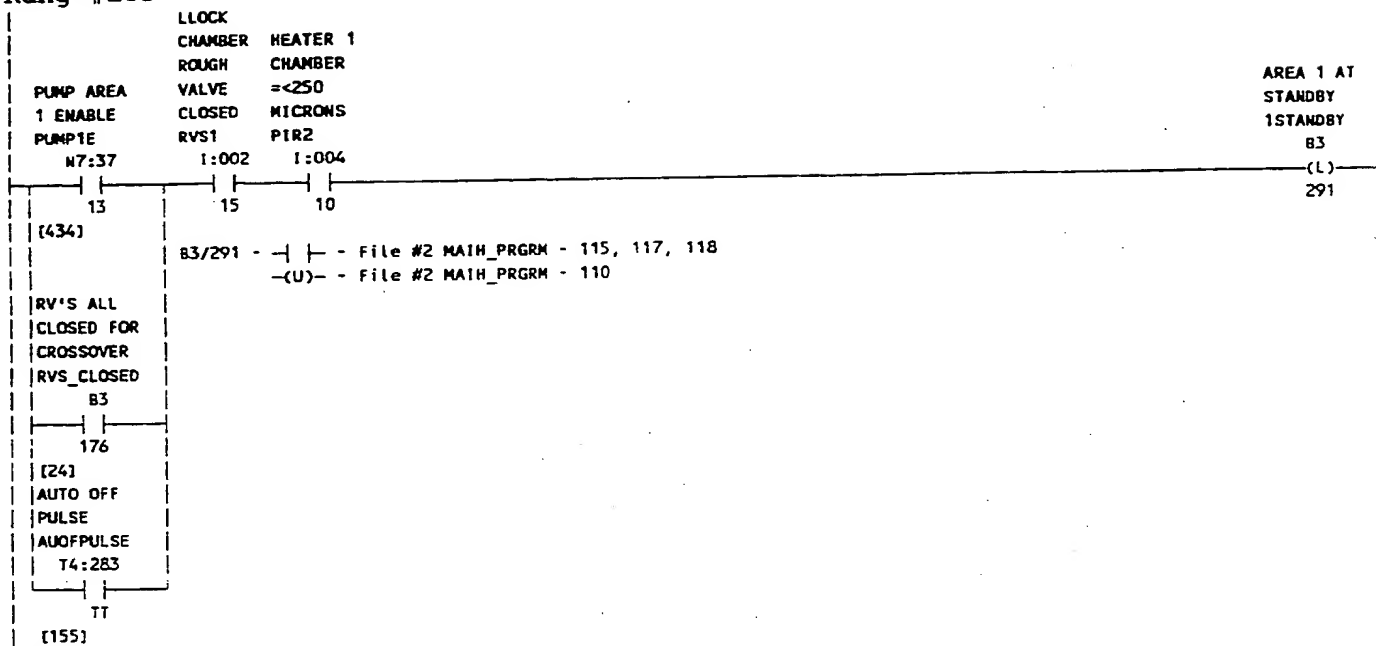 LLOCK
CHAMBER HEATER 1
ROUGH CHAMBER
PUMP AREA VALVE =<250
1 ENABLE CLOSED MICRONS
PUMP1E RVS1 PIR2
N7:37 I:002 I:004
13 15 10
AREA 1 AT
STANDBY
1STANDBY
B3
(L)
291
[434]
B3/291 - ┤ ├ - File #2 MAIN_PRGRM - 115, 117, 118
-(U)- - File #2 MAIN_PRGRM - 110
RV'S ALL
CLOSED FOR
CROSSOVER
RVS_CLOSED
B3
176
[24]
AUTO OFF
PULSE
AUOFPULSE
T4:283
TT
[155]